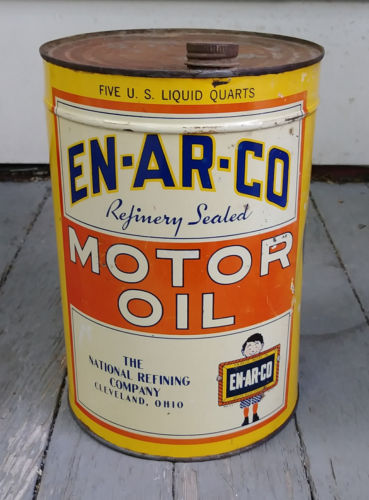 FIVE U. S. LIQUID QUARTS
EN-AR-CO
Refinery Sealed
MOTOR
OIL
THE
NATIONAL REFINING
COMPANY
CLEVELAND, OHIO
EN-AR-CO